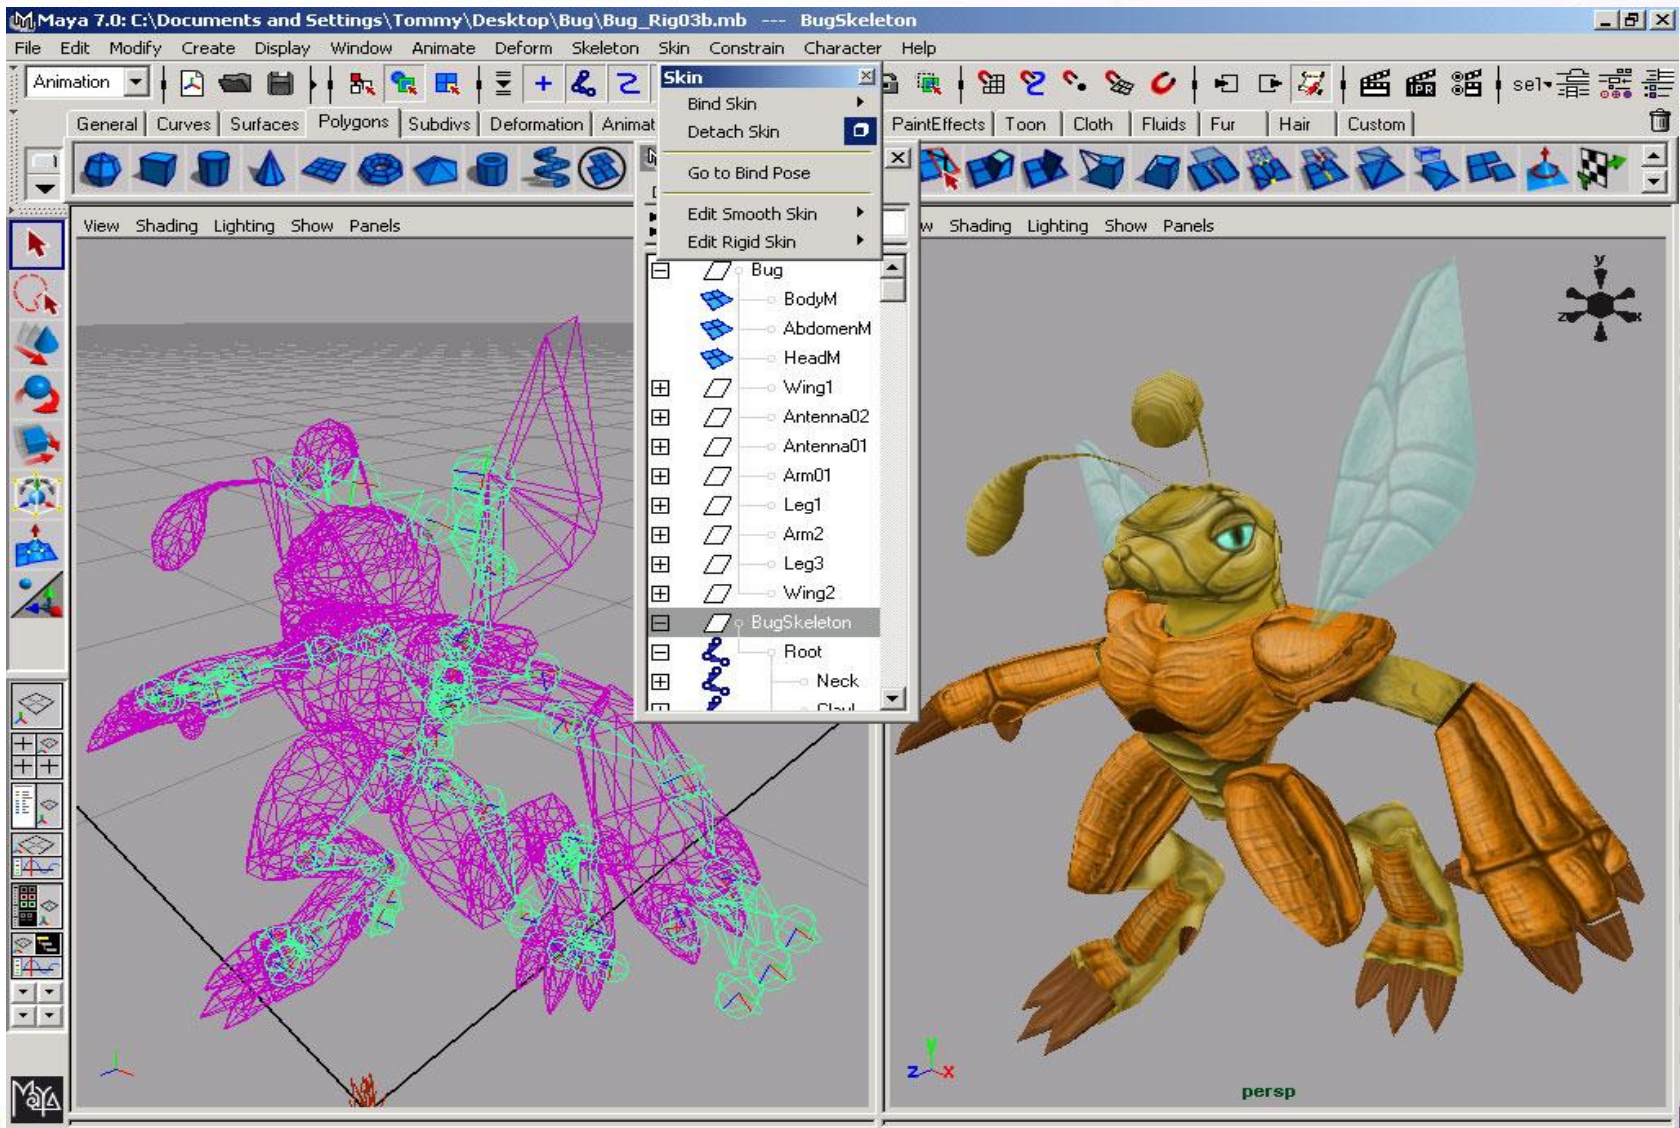 Maya 7.0: C:\Documents and Settings\Tommy\Desktop\Bug\Bug_Rig03b.mb --- BugSkeleton
File Edit Modify Create Display Window Animate Deform Skeleton Skin Constrain Character Help
Animation
IPR
sel
General Curves Surfaces Polygons Subdivs Deformation Animat
PaintEffects Toon Cloth Fluids Fur Hair Custom
Skin
Bind Skin
Detach Skin
Go to Bind Pose
Edit Smooth Skin
Edit Rigid Skin
View Shading Lighting Show Panels
w Shading Lighting Show Panels
Bug
BodyM
AbdomenM
HeadM
Wing1
Antenna02
Antenna01
Arm01
Leg1
Arm2
Leg3
Wing2
BugSkeleton
Root
Neck
y
z
y
z x
persp
MAYA